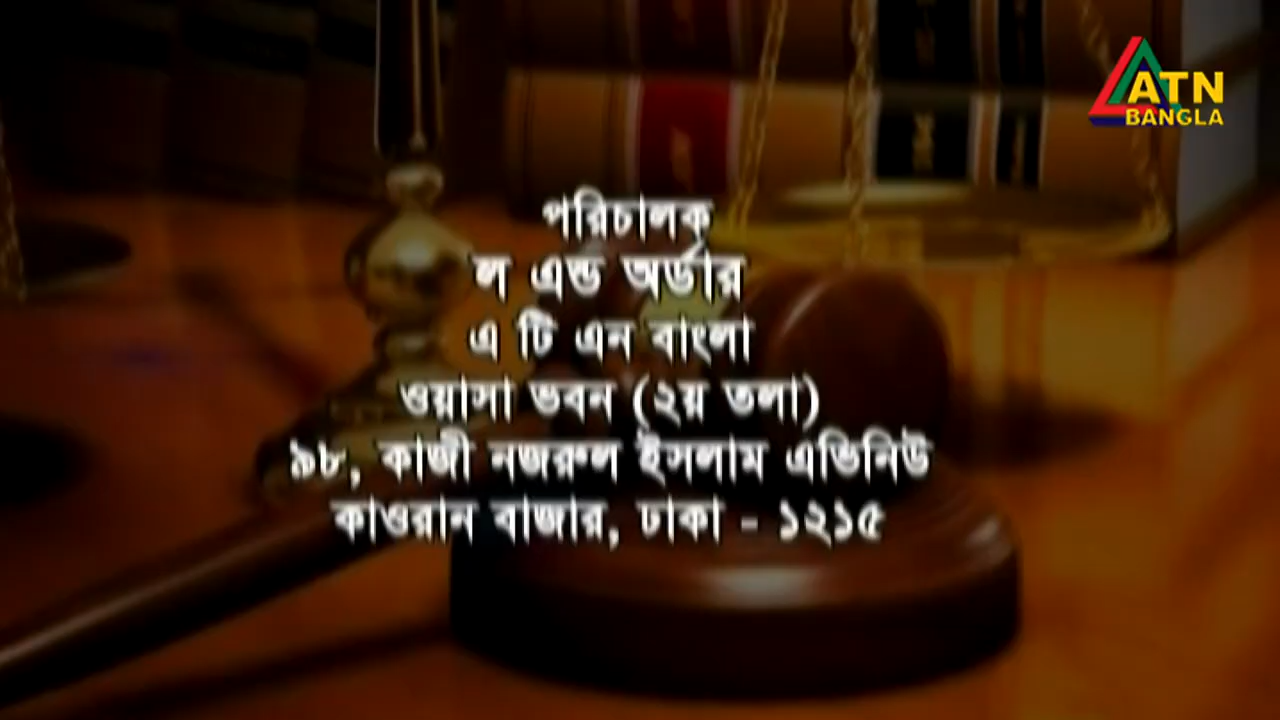 ATN
BANGLA
পরিচালক
ল এন্ড অর্ডার
এ টি এন বাংলা
ওয়াসা ভবন (২য় তলা)
৯৮, কাজী নজরুল ইসলাম এভিনিউ
কাওরান বাজার, ঢাকা - ১২১৫